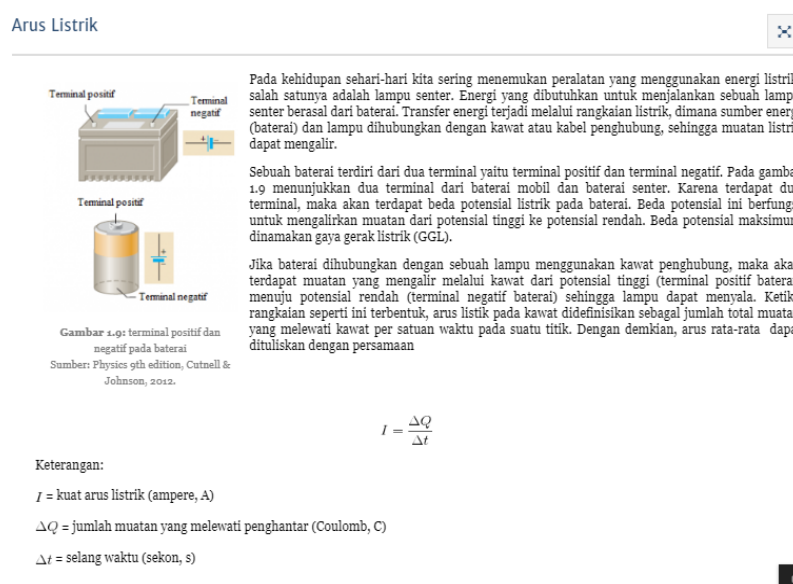 Arus Listrik
Terminal positif
Terminal
negatif
Terminal positif
Terminal negatif
Gambar 1.9: terminal positif dan
negatif pada baterai
Sumber: Physics 9th edition, Cutnell &
Johnson, 2012.
Pada kehidupan sehari-hari kita sering menemukan peralatan yang menggunakan energi listri
salah satunya adalah lampu senter. Energi yang dibutuhkan untuk menjalankan sebuah lamp
senter berasal dari baterai. Transfer energi terjadi melalui rangkaian listrik, dimana sumber ener
(baterai) dan lampu dihubungkan dengan kawat atau kabel penghubung, sehingga muatan listri
dapat mengalir.
Sebuah baterai terdiri dari dua terminal yaitu terminal positif dan terminal negatif. Pada gamba
1.9 menunjukkan dua terminal dari baterai mobil dan baterai senter. Karena terdapat du
terminal, maka akan terdapat beda potensial listrik pada baterai. Beda potensial ini berfung
untuk mengalirkan muatan dari potensial tinggi ke potensial rendah. Beda potensial maksimu
dinamakan gaya gerak listrik (GGL).
Jika baterai dihubungkan dengan sebuah lampu menggunakan kawat penghubung, maka aka
terdapat muatan yang mengalir melalui kawat dari potensial tinggi (terminal positif batera
menuju potensial rendah (terminal negatif baterai) sehingga lampu dapat menyala. Ketik
rangkaian seperti ini terbentuk, arus listik pada kawat didefinisikan sebagai jumlah total muata
yang melewati kawat per satuan waktu pada suatu titik. Dengan demkian, arus rata-rata dapa
dituliskan dengan persamaan
I = ΔQ / Δt
Keterangan:
I = kuat arus listrik (ampere, A)
ΔQ = jumlah muatan yang melewati penghantar (Coulomb, C)
Δt = selang waktu (sekon, s)